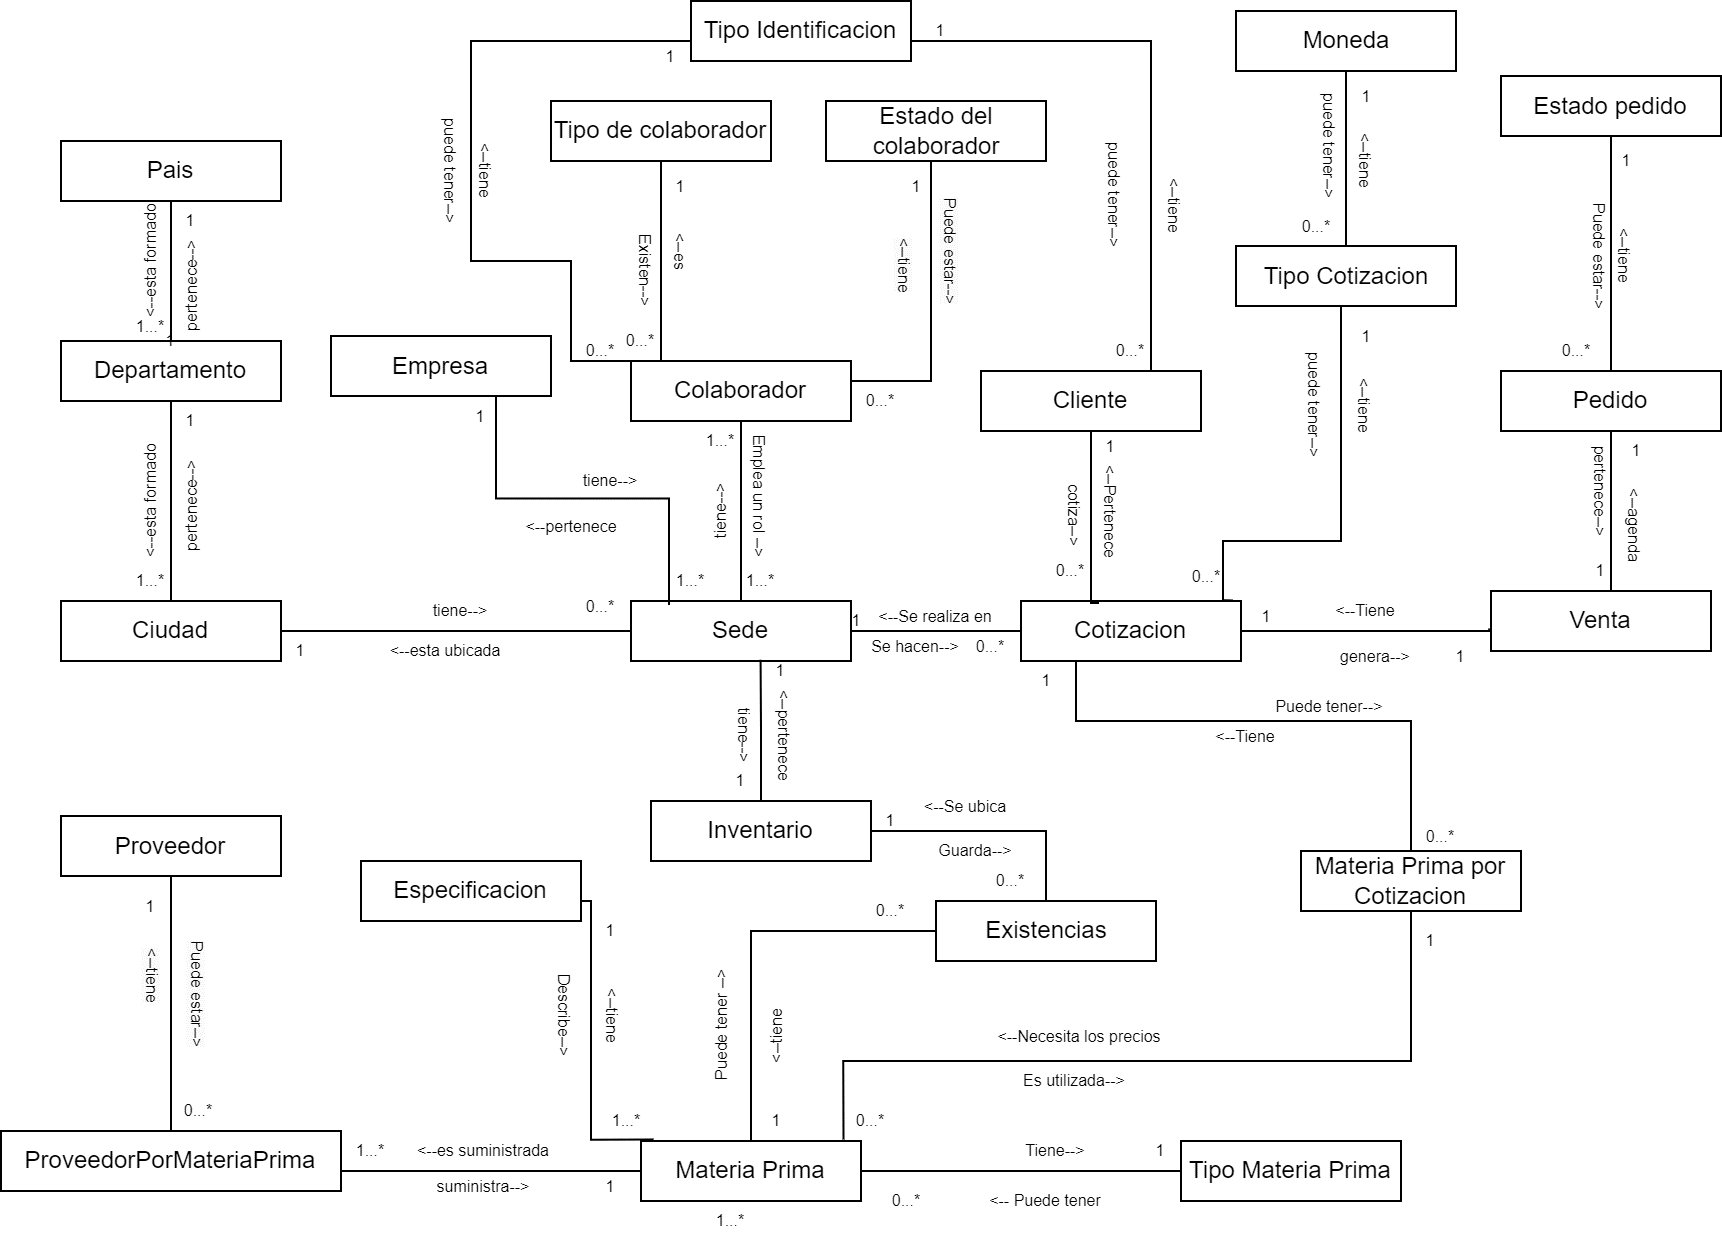 Tipo Identificacion
1
1
Moneda
Estado pedido
Tipo de colaborador
Estado del
colaborador
puede tener-->
<--tiene
puede tener-->
<--tiene
puede tener-->
1
<--tiene
0...*
Pais
1
1
1
Existen-->
<--es
<--tiene
Puede estar-->
Tipo Cotizacion
Puede estar-->
<--tiene
<-->esta formado
1
pertenece<--
1...*
1
0...*
0...*
0...*
0...*
Departamento
Empresa
Colaborador
0...*
Cliente
1
puede tener-->
<--tiene
Pedido
<-->esta formado
1
pertenece<--
1
1...*
Emplea un rol -->
tiene-->
1
<--Pertenece
cotiza-->
1
pertenece-->
<--agenda
tiene-->
<--pertenece
1...*
1...*
1...*
0...*
0...*
1
Ciudad
tiene-->
0...*
Sede
1
<--Se realiza en
Cotizacion
1
<--Tiene
Venta
1
<--esta ubicada
Se hacen-->
0...*
genera-->
1
1
<--pertenece
tiene-->
1
1
Puede tener-->
<--Tiene
Proveedor
Inventario
1
<--Se ubica
Guarda-->
0...*
0...*
Materia Prima por
Cotizacion
Especificacion
1
<--tiene
Puede estar-->
0...*
1
Describe-->
<--tiene
0...*
Existencias
1
Puede tener -->
<-->tiene
<--Necesita los precios
Es utilizada-->
1...*
1
0...*
ProveedorPorMateriaPrima
1...*
<--es suministrada
Materia Prima
Tiene-->
1
Tipo Materia Prima
suministra-->
1
0...*
<-- Puede tener
1...*